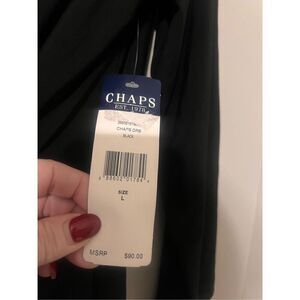 CHAPS
EST. 1978
CHAPS DRS
BLACK
SIZE
L
MSRP $90.00